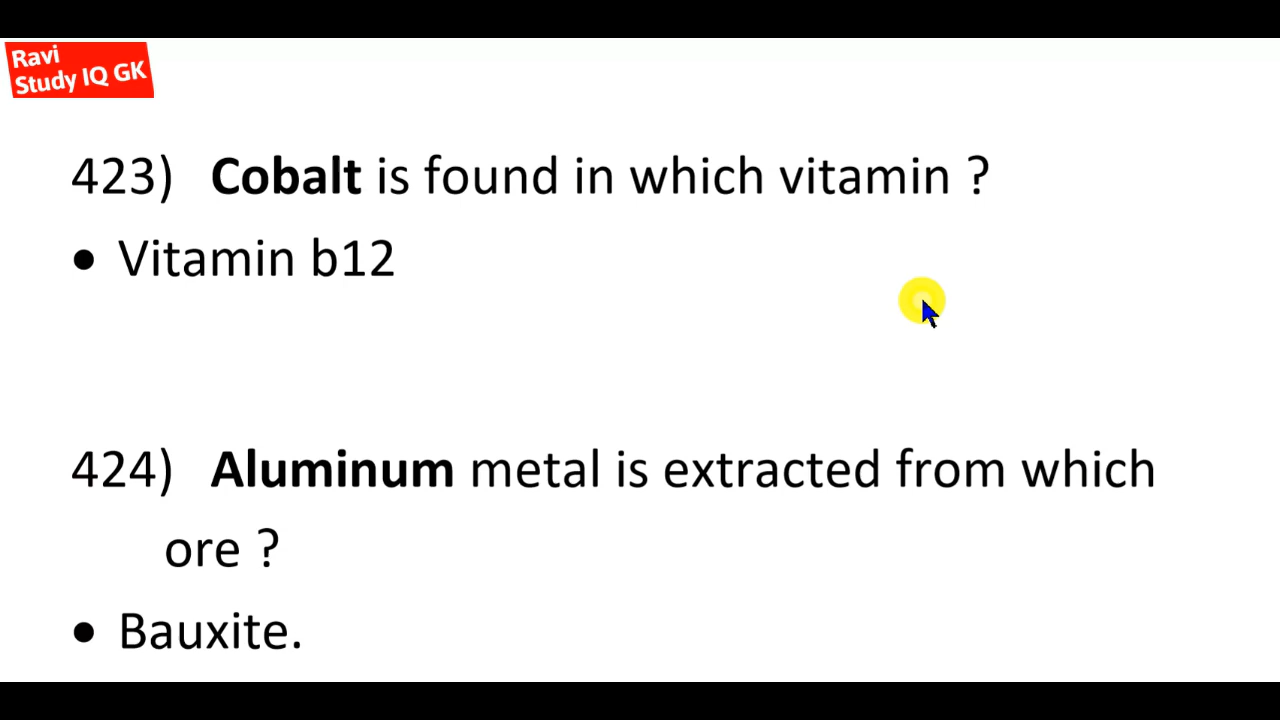 Ravi
Study IQ GK
423) Cobalt is found in which vitamin ?
• Vitamin b12
424) Aluminum metal is extracted from which
ore ?
• Bauxite.